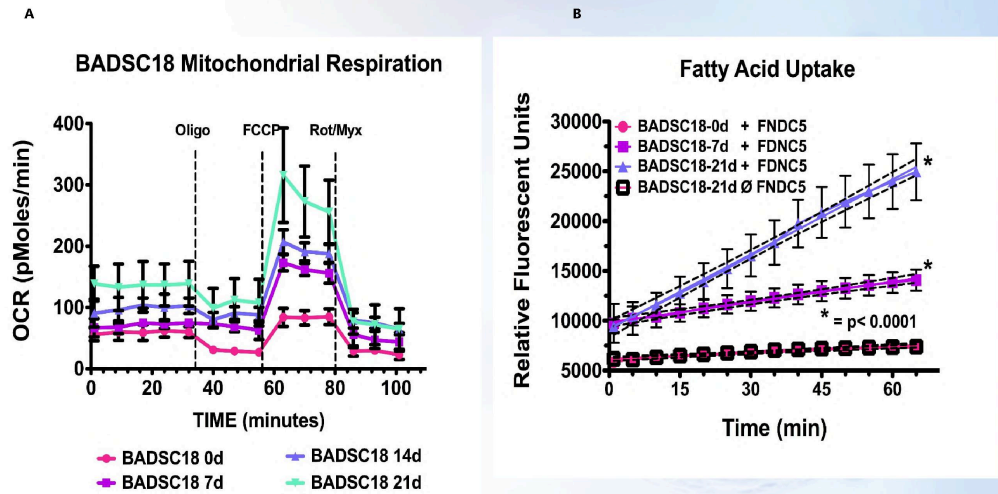 A
BADSC18 Mitochondrial Respiration
OCR (pMoles/min)
400
300
200
100
0
Oligo
FCCP
Rot/Myx
0 20 40 60 80 100
TIME (minutes)
BADSC18 0d
BADSC18 14d
BADSC18 7d
BADSC18 21d
B
Fatty Acid Uptake
Relative Fluorescent Units
30000
25000
20000
15000
10000
5000
BADSC18-0d + FNDC5
BADSC18-7d + FDNC5
BADSC18-21d + FDNC5
BADSC18-21d Ø FNDC5
*
*
* = p< 0.0001
0 15 30 45 60
Time (min)